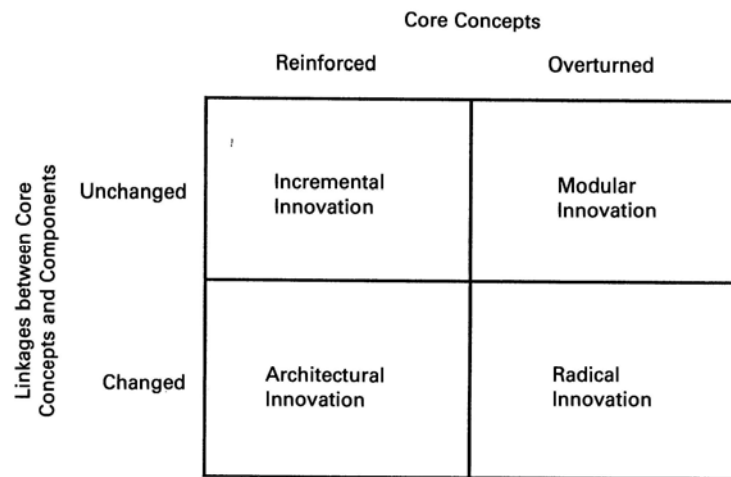 Core Concepts
Reinforced Overturned
Linkages between Core
Concepts and Components
Unchanged
Incremental
Innovation
Modular
Innovation
Changed
Architectural
Innovation
Radical
Innovation